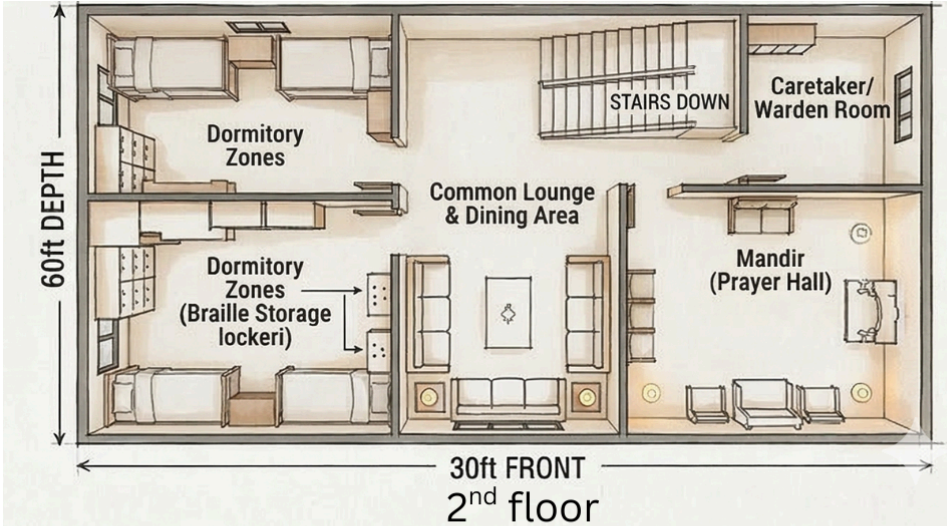 Dormitory
Zones
STAIRS DOWN
Caretaker/
Warden Room
60ft DEPTH
Common Lounge
& Dining Area
Dormitory
Zones
(Braille Storage
lockeri)
Mandir
(Prayer Hall)
30ft FRONT
2nd floor